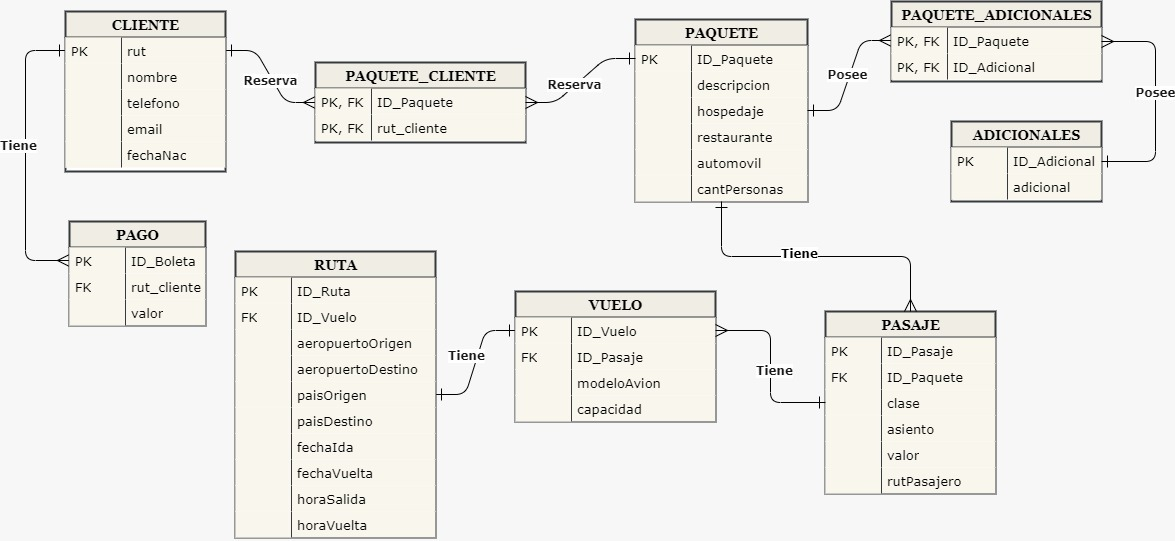 CLIENTE
PK rut
nombre
telefono
email
fechaNac
Reserva
PAQUETE_CLIENTE
PK, FK ID_Paquete
PK, FK rut_cliente
Reserva
PAQUETE
PK ID_Paquete
descripcion
hospedaje
restaurante
automovil
cantPersonas
Posee
PAQUETE_ADICIONALES
PK, FK ID_Paquete
PK, FK ID_Adicional
Posee
ADICIONALES
PK ID_Adicional
adicional
Tiene
PAGO
PK ID_Boleta
FK rut_cliente
valor
RUTA
PK ID_Ruta
FK ID_Vuelo
aeropuertoOrigen
aeropuertoDestino
paisOrigen
paisDestino
fechaIda
fechaVuelta
horaSalida
horaVuelta
Tiene
VUELO
PK ID_Vuelo
FK ID_Pasaje
modeloAvion
capacidad
Tiene
Tiene
PASAJE
PK ID_Pasaje
FK ID_Paquete
clase
asiento
valor
rutPasajero